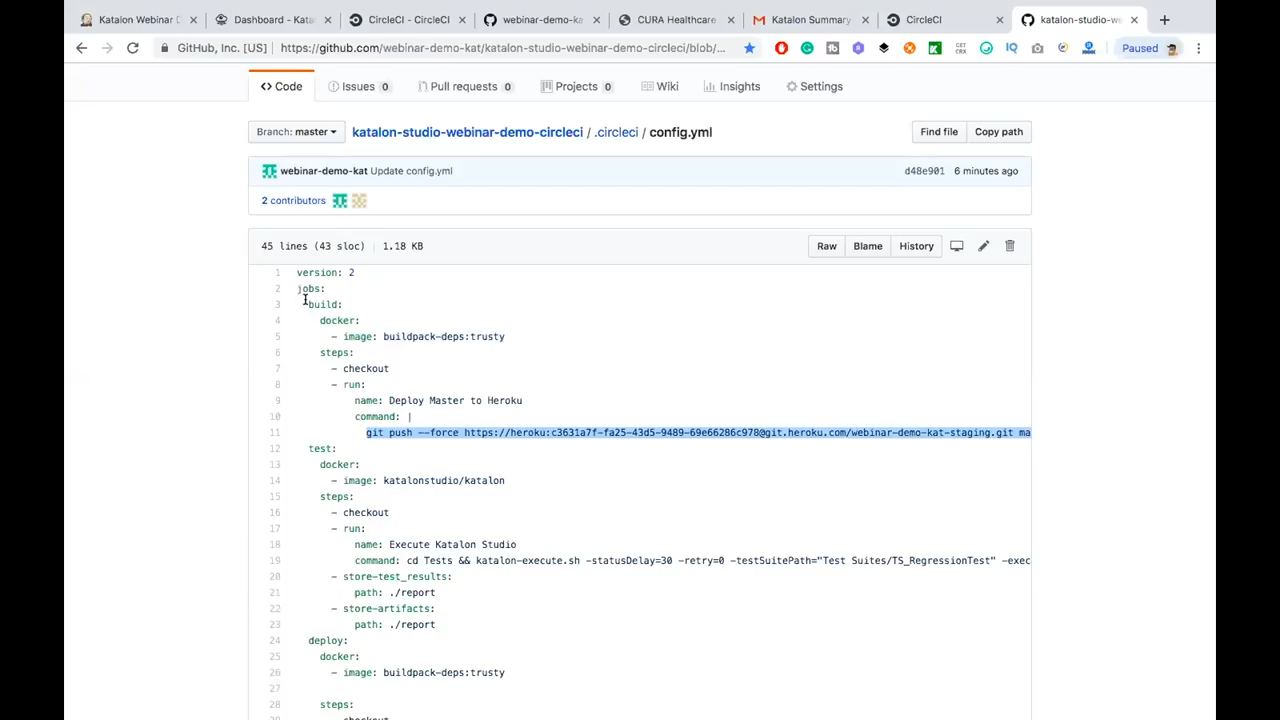 Katalon Webinar D
Dashboard - Kata
CircleCI - CircleCI
webinar-demo-ka
CURA Healthcare
Katalon Summary
CircleCI
katalon-studio-w
GitHub, Inc. [US]
https://github.com/webinar-demo-kat/katalon-studio-webinar-demo-circleci/blob/...
GET
CRX
IQ
Paused
Code
Issues 0
Pull requests 0
Projects 0
Wiki
Insights
Settings
Branch: master
katalon-studio-webinar-demo-circleci / .circleci / config.yml
Find file
Copy path
webinar-demo-kat Update config.yml
d48e901 6 minutes ago
2 contributors
45 lines (43 sloc) 1.18 KB
Raw
Blame
History
1 version: 2
2 jobs:
3 build:
4 docker:
5 - image: buildpack-deps:trusty
6 steps:
7 - checkout
8 - run:
9 name: Deploy Master to Heroku
10 command: |
11 git push --force https://heroku:c3631a7f-fa25-43d5-9489-69e66286c978@git.heroku.com/webinar-demo-kat-staging.git ma
12 test:
13 docker:
14 - image: katalonstudio/katalon
15 steps:
16 - checkout
17 - run:
18 name: Execute Katalon Studio
19 command: cd Tests && katalon-execute.sh -statusDelay=30 -retry=0 -testSuitePath="Test Suites/TS_RegressionTest" -exec
20 - store-test_results:
21 path: ./report
22 - store-artifacts:
23 path: ./report
24 deploy:
25 docker:
26 - image: buildpack-deps:trusty
27
28 steps: